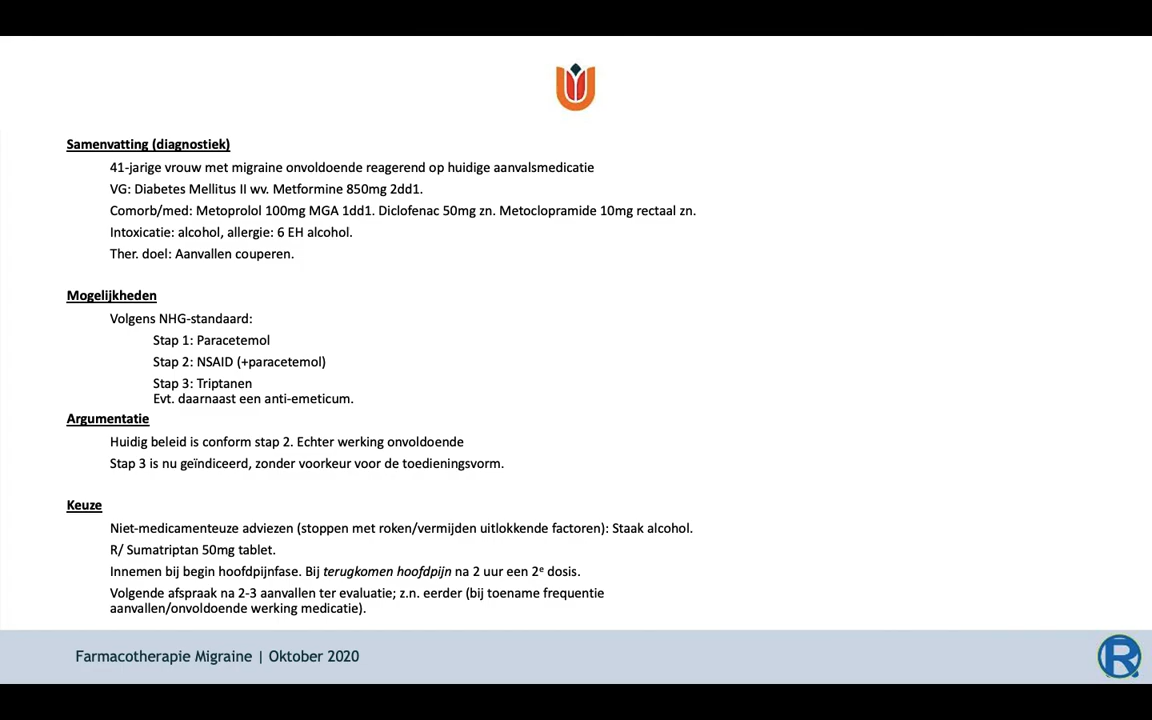 Samenvatting (diagnostiek)
41-jarige vrouw met migraine onvoldoende reagerend op huidige aanvalsmedicatie
VG: Diabetes Mellitus II wv. Metformine 850mg 2dd1.
Comorb/med: Metoprolol 100mg MGA 1dd1. Diclofenac 50mg zn. Metoclopramide 10mg rectaal zn.
Intoxicatie: alcohol, allergie: 6 EH alcohol.
Ther. doel: Aanvallen couperen.
Mogelijkheden
Volgens NHG-standaard:
Stap 1: Paracetemol
Stap 2: NSAID (+paracetemol)
Stap 3: Triptanen
Evt. daarnaast een anti-emeticum.
Argumentatie
Huidig beleid is conform stap 2. Echter werking onvoldoende
Stap 3 is nu geïndiceerd, zonder voorkeur voor de toedieningsvorm.
Keuze
Niet-medicamenteuze adviezen (stoppen met roken/vermijden uitlokkende factoren): Staak alcohol.
R/ Sumatriptan 50mg tablet.
Innemen bij begin hoofdpijnfase. Bij terugkomen hoofdpijn na 2 uur een 2e dosis.
Volgende afspraak na 2-3 aanvallen ter evaluatie; z.n. eerder (bij toename frequentie
aanvallen/onvoldoende werking medicatie).
Farmacotherapie Migraine | Oktober 2020
R